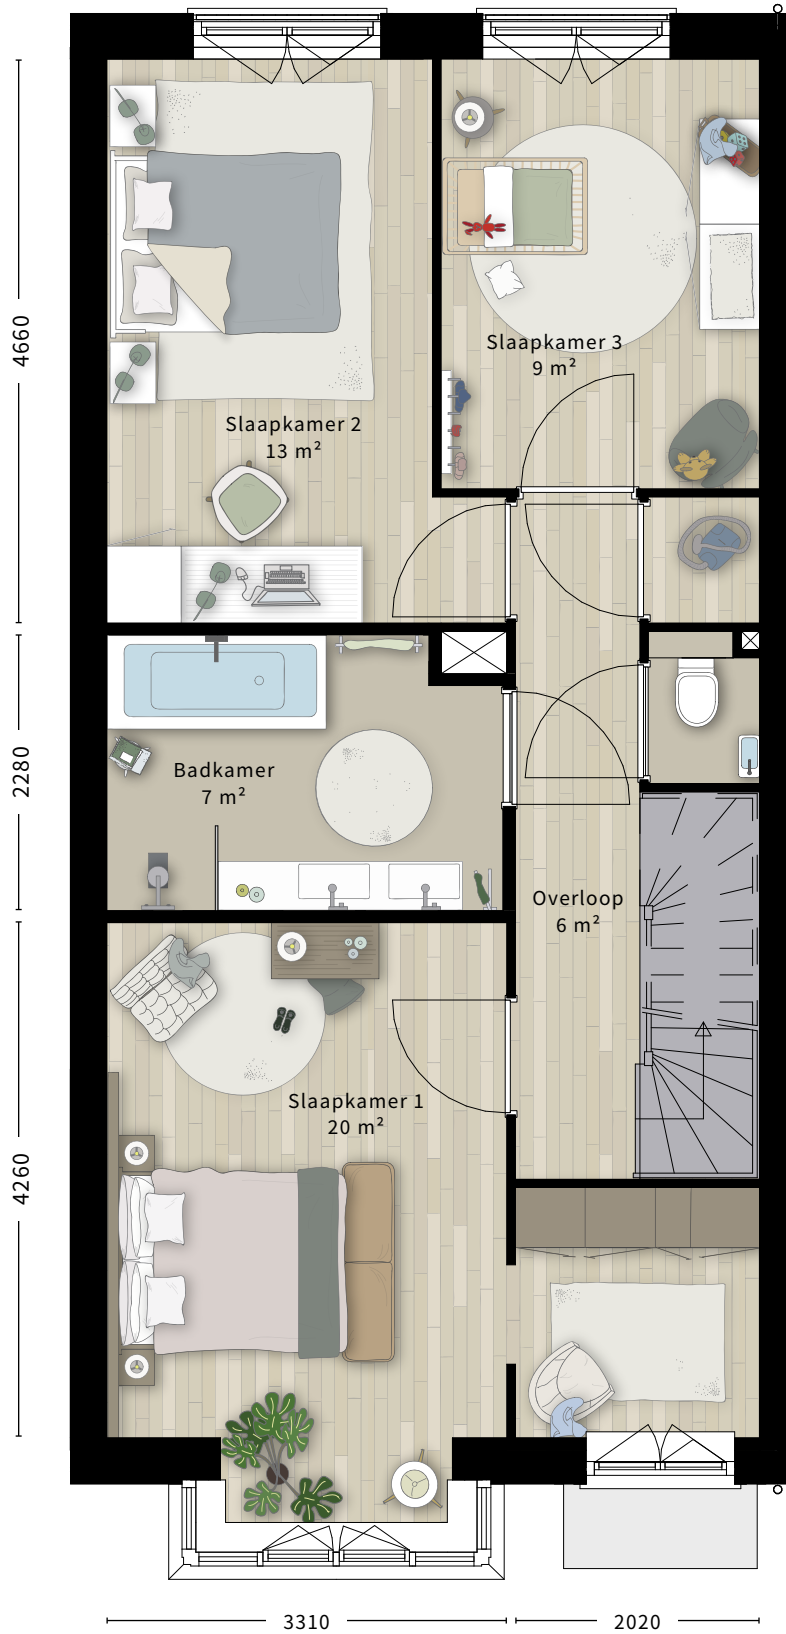 4660
Slaapkamer 3
9 m²
Slaapkamer 2
13 m²
2280
Badkamer
7 m²
Overloop
6 m²
4260
Slaapkamer 1
20 m²
3310
2020